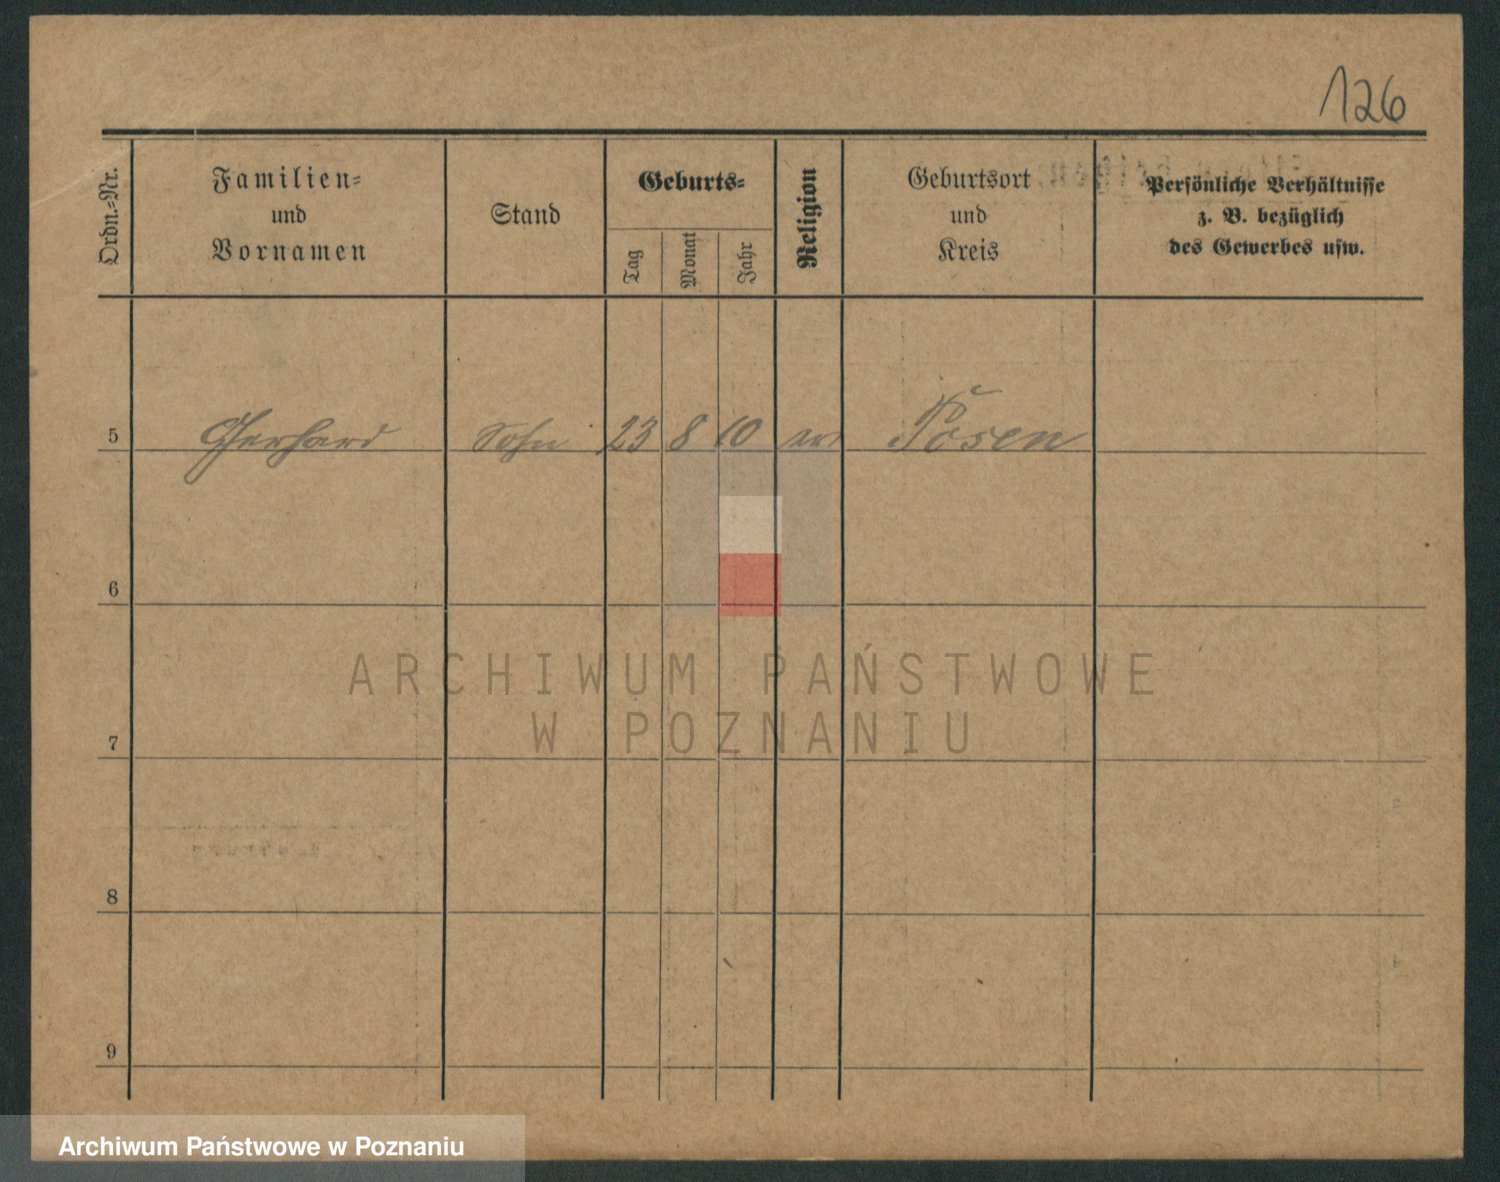 126
Ordn.-Nr.
Familien-
und
Vornamen
Stand
Geburts-
Tag
Monat
Jahr
Religion
Geburtsort
und
Kreis
Persönliche Verhältnisse
z. B. bezüglich
des Gewerbes usw.
5 Gerhard Sohn 23 8 10 Posen
6
ARCHIWUM PAŃSTWOWE
W POZNANIU
7
8
9
Archiwum Państwowe w Poznaniu